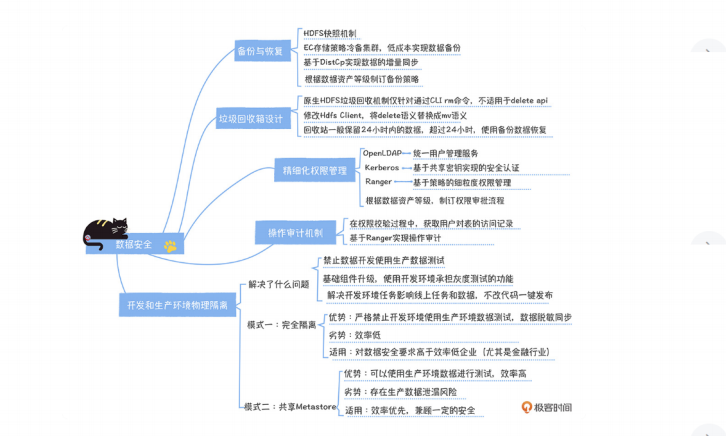 数据安全
备份与恢复
HDFS快照机制
EC存储策略冷备集群，低成本实现数据备份
基于DistCp实现数据的增量同步
根据数据资产等级制订备份策略
垃圾回收箱设计
原生HDFS垃圾回收机制仅针对通过CLI rm命令，不适用于delete api
修改Hdfs Client，将delete语义替换成mv语义
回收站一般保留24小时内的数据，超过24小时，使用备份数据恢复
精细化权限管理
OpenLDAP 统一用户管理服务
Kerberos 基于共享密钥实现的安全认证
Ranger 基于策略的细粒度权限管理
根据数据资产等级，制订权限审批流程
操作审计机制
在权限校验过程中，获取用户对表的访问记录
基于Ranger实现操作审计
开发和生产环境物理隔离
解决了什么问题
禁止数据开发使用生产数据测试
基础组件升级，使用开发环境承担灰度测试的功能
解决开发环境任务影响线上任务和数据，不改代码一键发布
模式一：完全隔离
优势：严格禁止开发环境使用生产环境数据测试，数据脱敏同步
劣势：效率低
适用：对数据安全要求高于效率低企业（尤其是金融行业）
模式二：共享Metastore
优势：可以使用生产环境数据进行测试，效率高
劣势：存在生产数据泄漏风险
适用：效率优先，兼顾一定的安全
极客时间